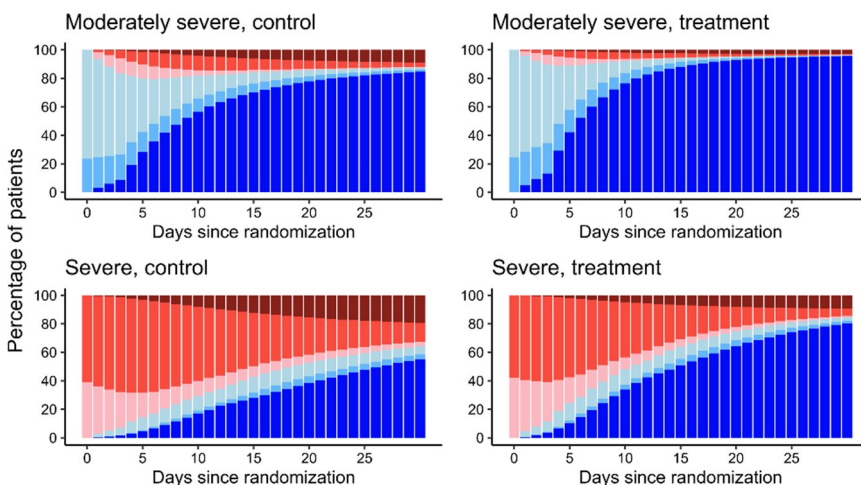 Moderately severe, control
Moderately severe, treatment
Percentage of patients
100
80
60
40
20
0
0 5 10 15 20 25
Days since randomization
100
80
60
40
20
0
0 5 10 15 20 25
Days since randomization
Severe, control
Severe, treatment
100
80
60
40
20
0
0 5 10 15 20 25
Days since randomization
100
80
60
40
20
0
0 5 10 15 20 25
Days since randomization